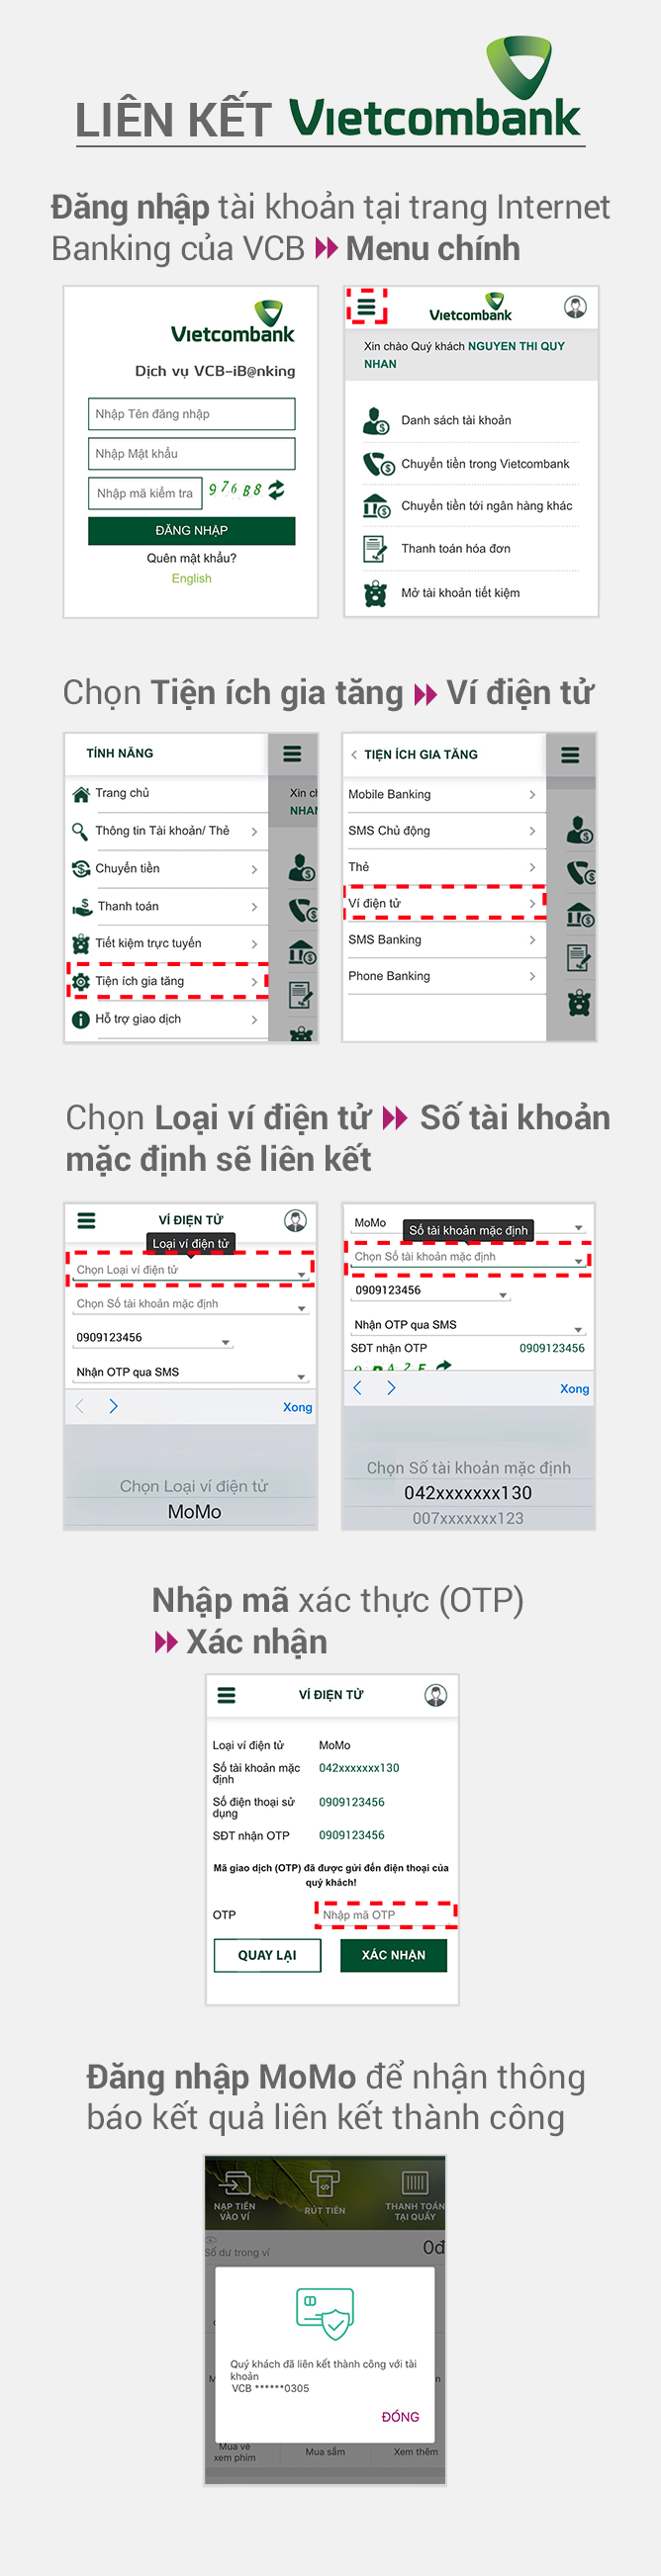 LIÊN KẾT Vietcombank
Đăng nhập tài khoản tại trang Internet
Banking của VCB Menu chính
Vietcombank
Dịch vụ VCB-iB@nking
Nhập Tên đăng nhập
Nhập Mật khẩu
Nhập mã kiểm tra 976B8
ĐĂNG NHẬP
Quên mật khẩu?
English
Vietcombank
Xin chào Quý khách NGUYEN THI QUY
NHAN
Danh sách tài khoản
Chuyển tiền trong Vietcombank
Chuyển tiền tới ngân hàng khác
Thanh toán hóa đơn
Mở tài khoản tiết kiệm
Chọn Tiện ích gia tăng Ví điện tử
TÍNH NĂNG
Trang chủ
Thông tin Tài khoản/ Thẻ
Chuyển tiền
Thanh toán
Tiết kiệm trực tuyến
Tiện ích gia tăng
Hỗ trợ giao dịch
Xin ch
NHAN
TIỆN ÍCH GIA TĂNG
Mobile Banking
SMS Chủ động
Thẻ
Ví điện tử
SMS Banking
Phone Banking
Chọn Loại ví điện tử Số tài khoản
mặc định sẽ liên kết
VÍ ĐIỆN TỬ
Loại ví điện tử
Chọn Loại ví điện tử
Chọn Số tài khoản mặc định
0909123456
Nhận OTP qua SMS
Xong
Chọn Loại ví điện tử
MoMo
MoMo
Số tài khoản mặc định
Chọn Số tài khoản mặc định
0909123456
Nhận OTP qua SMS
SĐT nhận OTP 0909123456
Xong
Chọn Số tài khoản mặc định
042xxxxxxx130
007xxxxxxx123
Nhập mã xác thực (OTP)
Xác nhận
VÍ ĐIỆN TỬ
Loại ví điện tử MoMo
Số tài khoản mặc 042xxxxxxx130
định
Số điện thoại sử 0909123456
dụng
SĐT nhận OTP 0909123456
Mã giao dịch (OTP) đã được gửi đến điện thoại của
quý khách!
OTP Nhập mã OTP
QUAY LẠI XÁC NHẬN
Đăng nhập MoMo để nhận thông
báo kết quả liên kết thành công
NẠP TIỀN
VÀO VÍ
RÚT TIỀN
THANH TOÁN
TẠI QUẦY
Số dư trong ví 0đ
Quý khách đã liên kết thành công với tài
khoản
VCB ******0305
ĐÓNG
Mua vé
xem phim
Mua sắm
Xem thêm